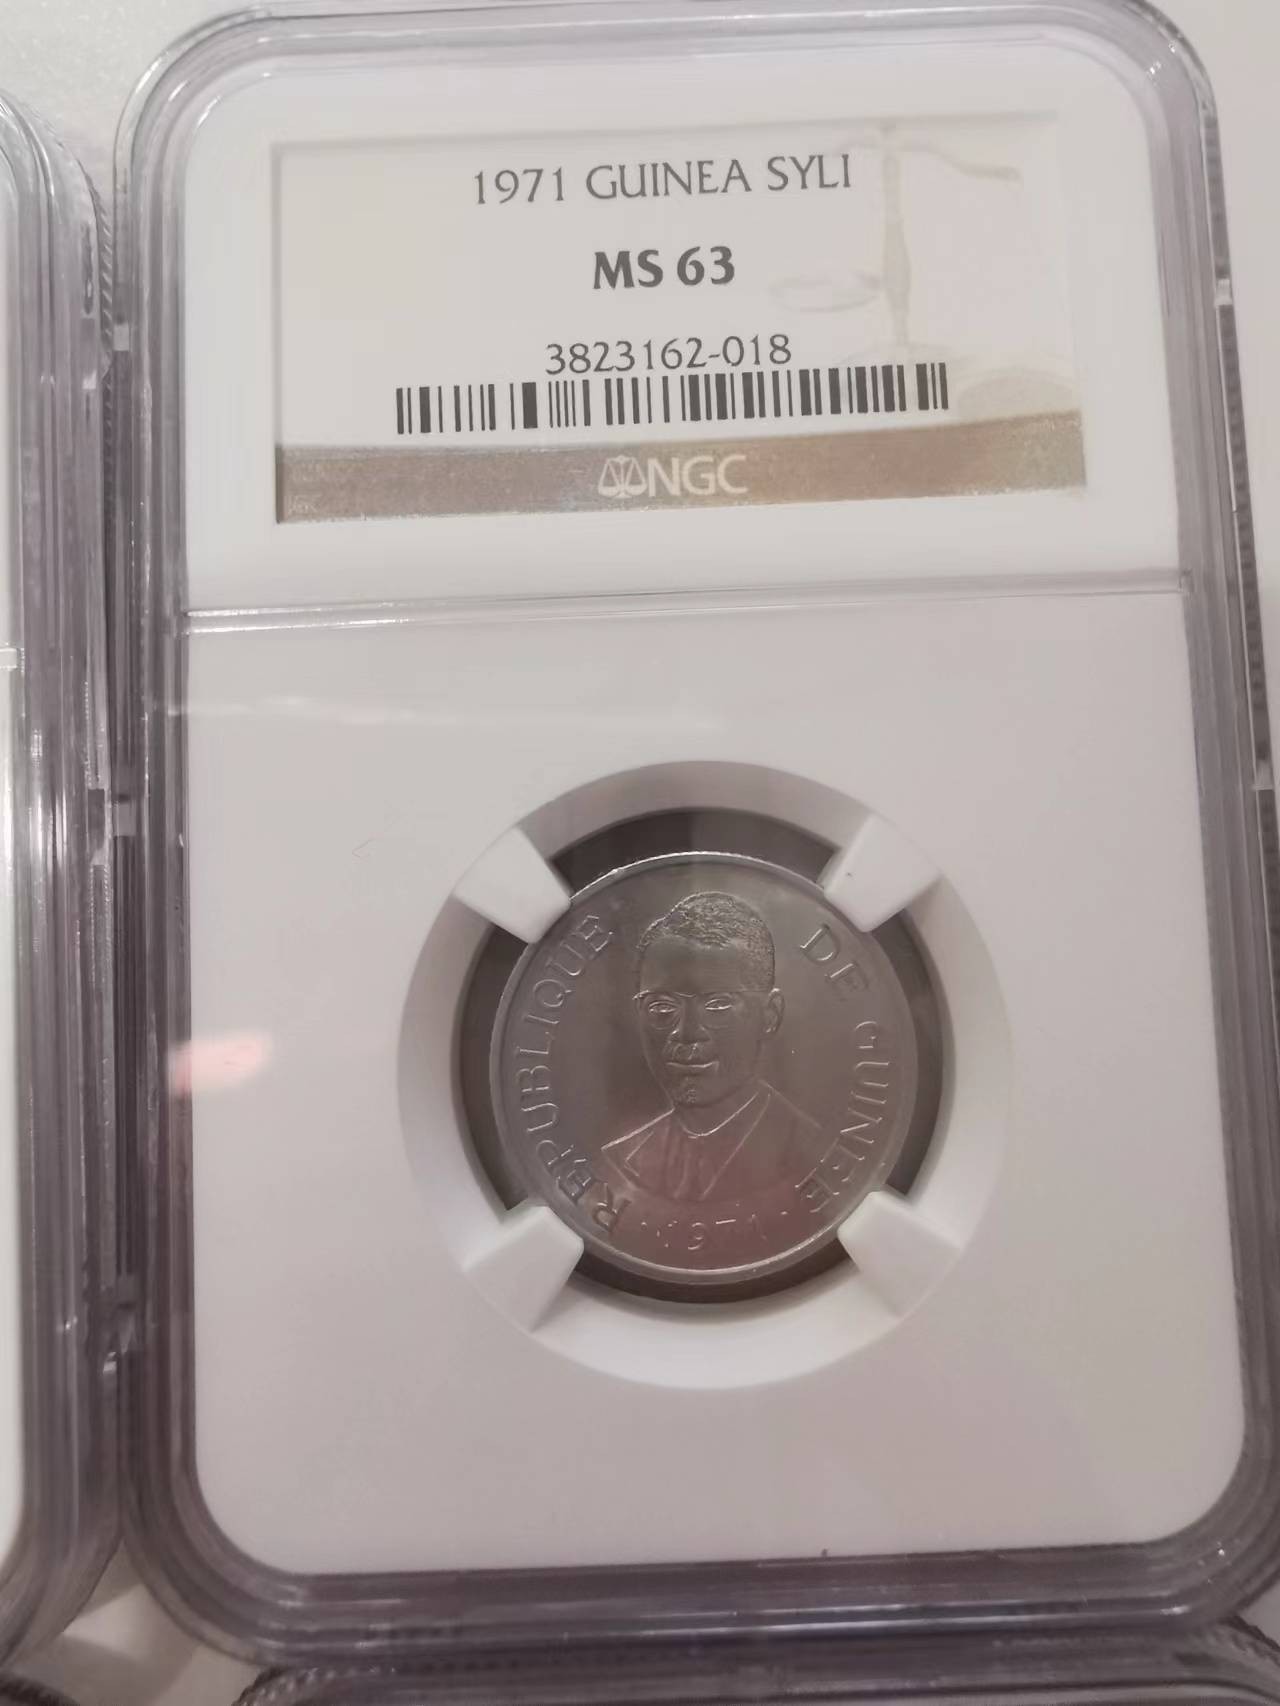 1971 GUINEA SYLI
MS 63
3823162-018
NGC
REPUBLIQUE DE GUINEE
· 1971 ·